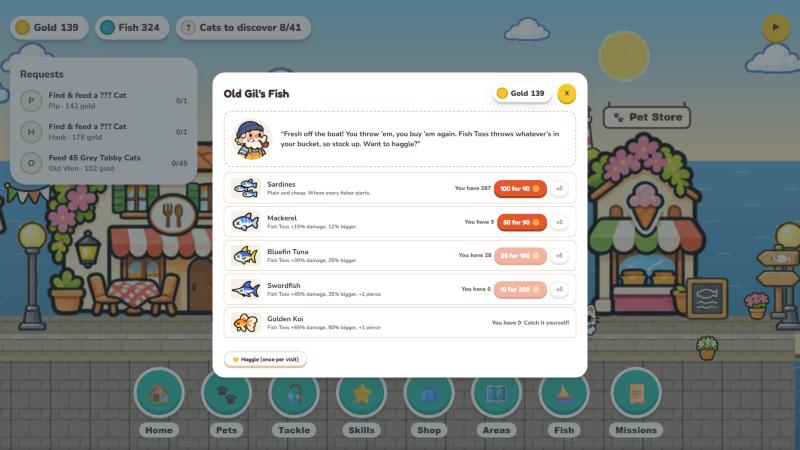 Gold 139
Fish 324
? Cats to discover 8/41
Requests
P Find & feed a ??? Cat
Pip · 142 gold
0/1
H Find & feed a ??? Cat
Hank · 178 gold
0/1
O Feed 45 Grey Tabby Cats
Old Wen · 102 gold
0/45
Pet Store
Old Gil's Fish
Gold 139
X
"Fresh off the boat! You throw 'em, you buy 'em again. Fish Toss throws whatever's in
your bucket, so stock up. Want to haggle?"
Sardines
Plain and cheap. Where every fisher starts.
You have 287 100 for 40 x5
Mackerel
Fish Toss +15% damage, 12% bigger
You have 9 50 for 90 x5
Bluefin Tuna
Fish Toss +30% damage, 25% bigger
You have 28 25 for 180 x5
Swordfish
Fish Toss +45% damage, 35% bigger, +1 pierce
You have 0 10 for 320 x5
Golden Koi
Fish Toss +65% damage, 50% bigger, +1 pierce
You have 0 Catch it yourself!
Haggle (once per visit)
Home
Pets
Tackle
Skills
Shop
Areas
Fish
Missions